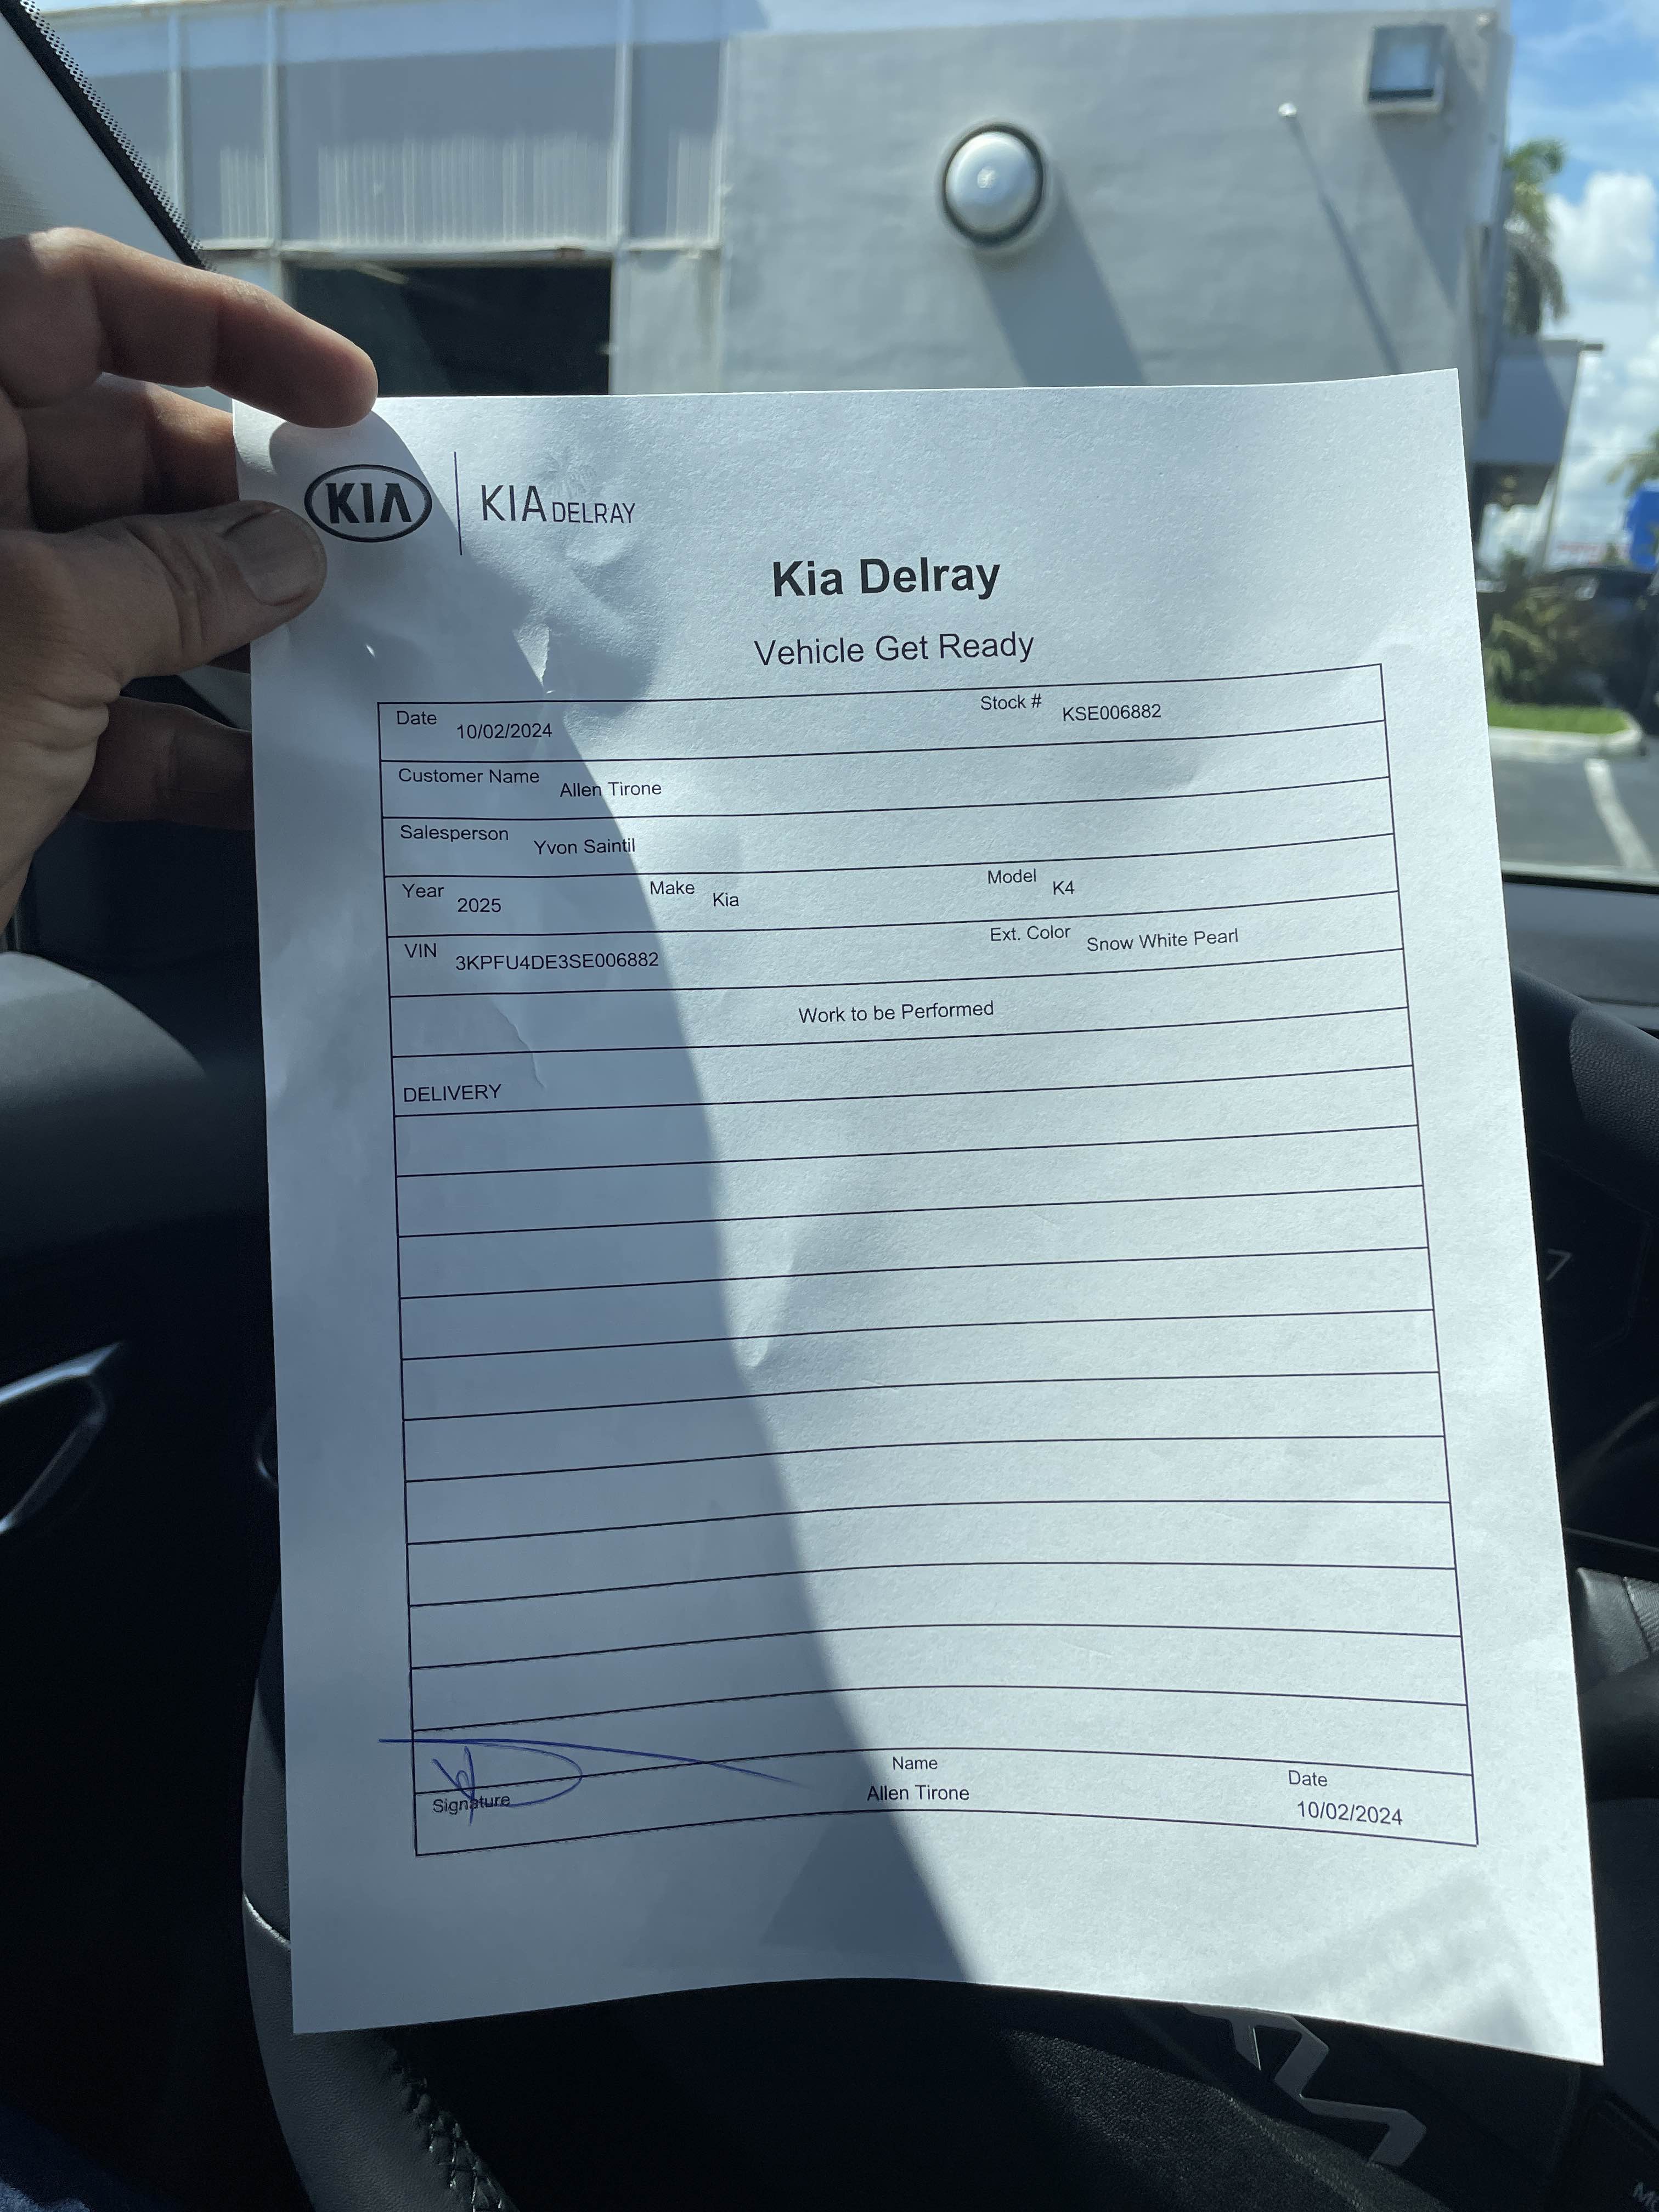 KIA KIA DELRAY
Kia Delray
Vehicle Get Ready
Date 10/02/2024 Stock # KSE006882
Customer Name Allen Tirone
Salesperson Yvon Saintil
Year 2025 Make Kia Model K4
VIN 3KPFU4DE3SE006882 Ext. Color Snow White Pearl
Work to be Performed
DELIVERY
Signature Name Allen Tirone Date 10/02/2024
7